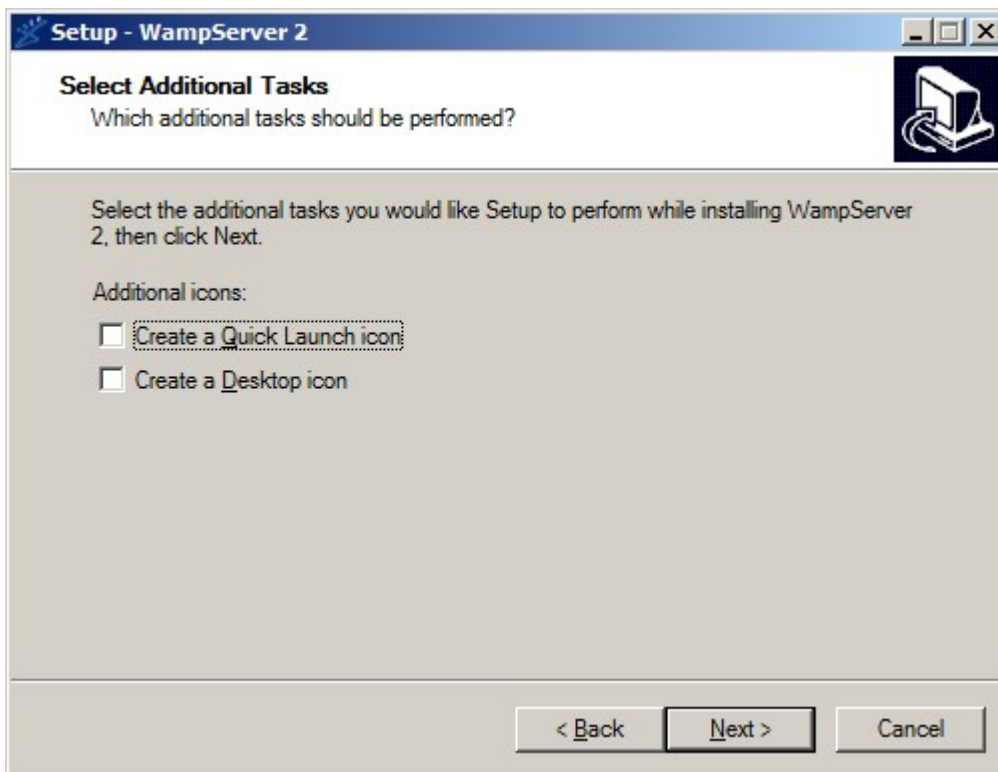 Setup - WampServer 2
Select Additional Tasks
Which additional tasks should be performed?
Select the additional tasks you would like Setup to perform while installing WampServer
2, then click Next.
Additional icons:
Create a Quick Launch icon
Create a Desktop icon
< Back Next > Cancel